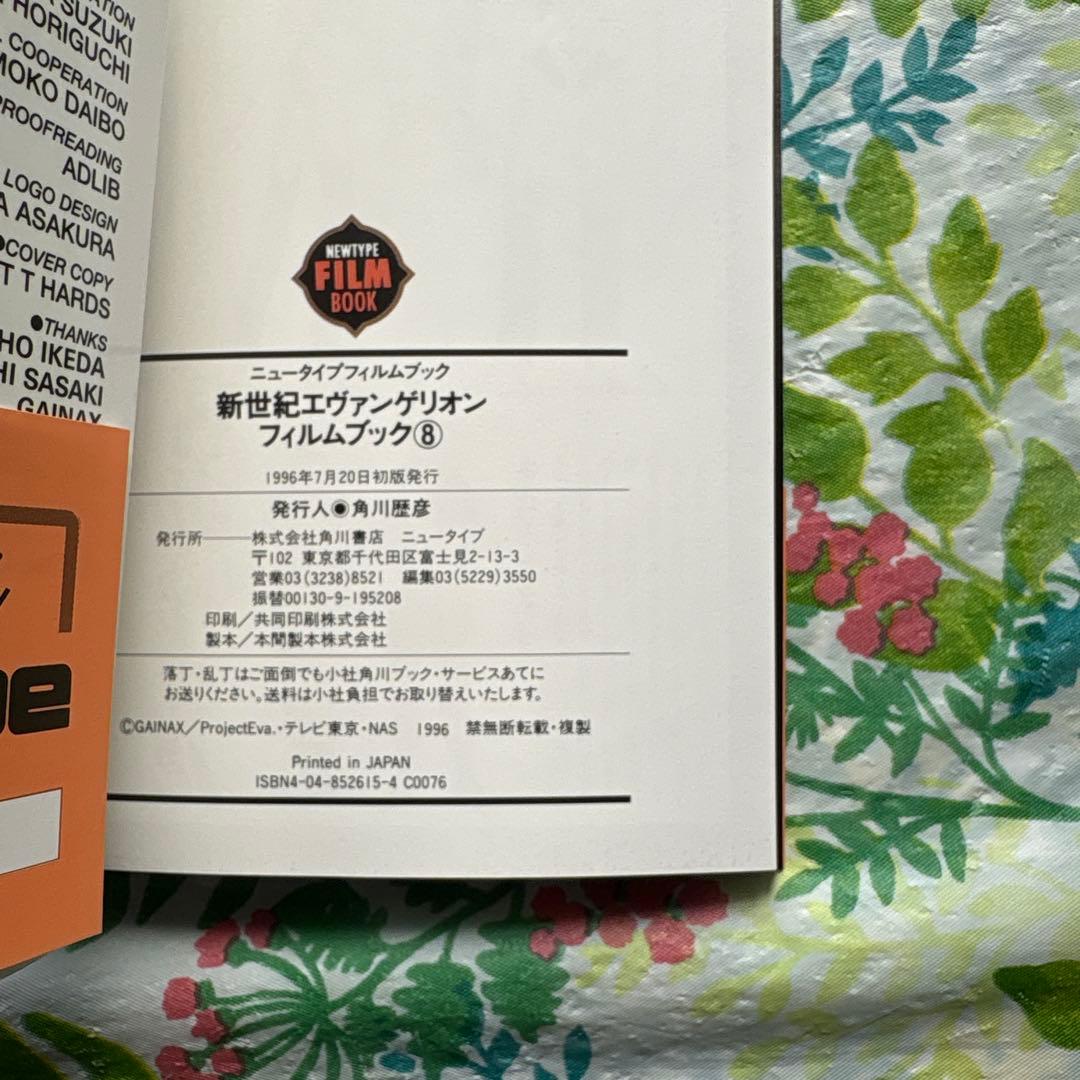 SUZUKI
HORIGUCHI
COOPERATION
MOKO DAIBO
PROOFREADING
ADLIB
LOGO DESIGN
A ASAKURA
●COVER COPY
T T HARDS
●THANKS
HO IKEDA
HI SASAKI
GAINAX
NEWTYPE
FILM
BOOK
ニュータイプフィルムブック
新世紀エヴァンゲリオン
フィルムブック⑧
1996年7月20日初版発行
発行人◉角川歴彦
発行所――株式会社角川書店 ニュータイプ
〒102 東京都千代田区富士見2-13-3
営業03(3238)8521 編集03(5229)3550
振替00130-9-195208
印刷／共同印刷株式会社
製本／本間製本株式会社
落丁・乱丁はご面倒でも小社角川ブック・サービスあてに
お送りください。送料は小社負担でお取り替えいたします。
©GAINAX／ProjectEva.・テレビ東京・NAS 1996 禁無断転載・複製
Printed in JAPAN
ISBN4-04-852615-4 C0076